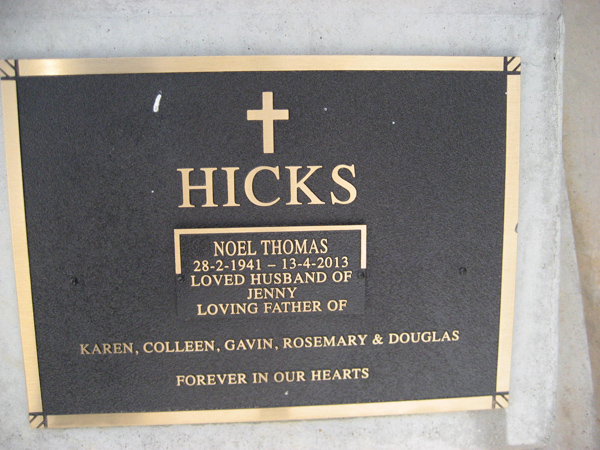 HICKS
NOEL THOMAS
28-2-1941 – 13-4-2013
LOVED HUSBAND OF
JENNY
LOVING FATHER OF
KAREN, COLLEEN, GAVIN, ROSEMARY & DOUGLAS
FOREVER IN OUR HEARTS